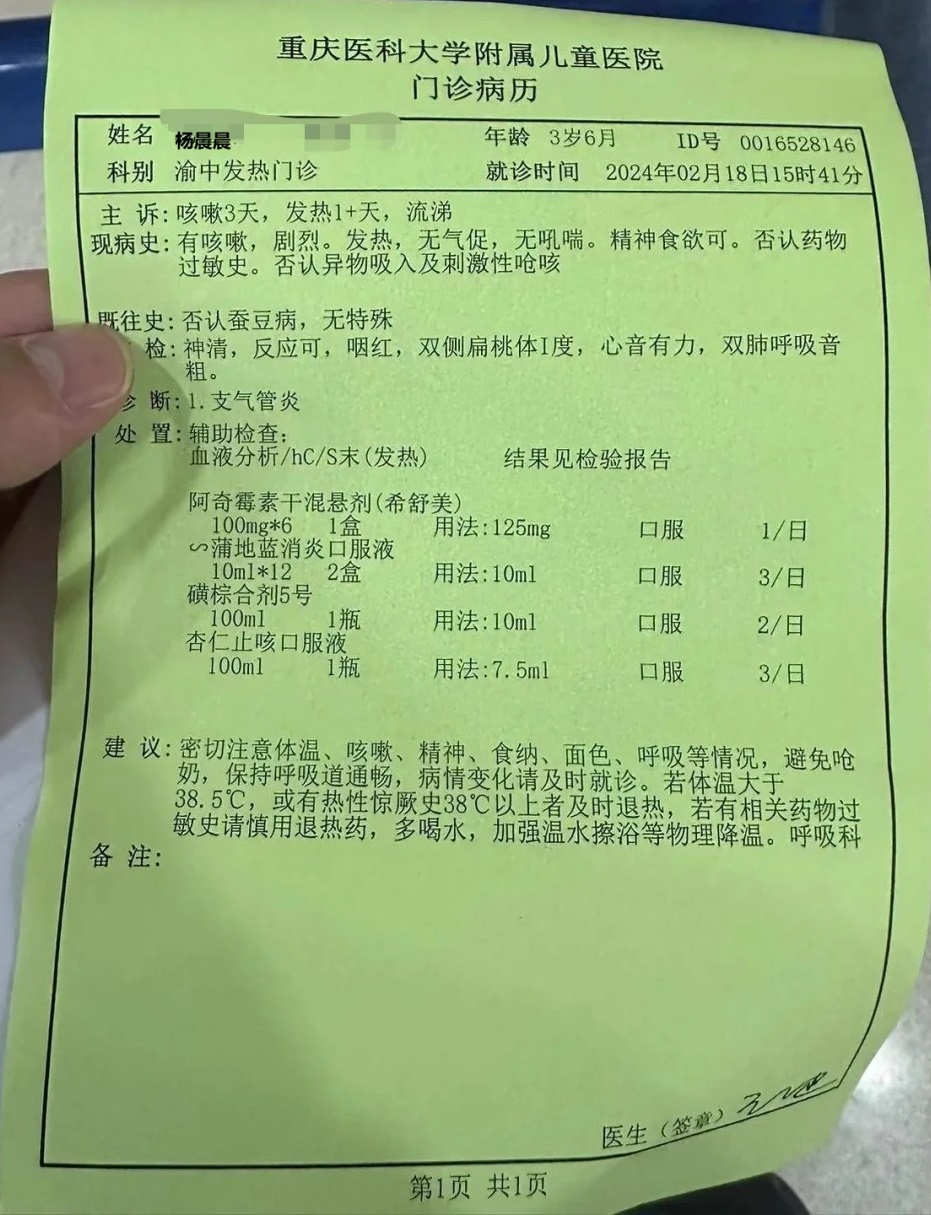 重庆医科大学附属儿童医院
门诊病历
姓名 杨晨晨 年龄 3岁6月 ID号 0016528146
科别 渝中发热门诊 就诊时间 2024年02月18日15时41分
主 诉:咳嗽3天，发热1+天，流涕
现病史:有咳嗽，剧烈。发热，无气促，无吼喘。精神食欲可。否认药物
过敏史。否认异物吸入及刺激性呛咳
既往史:否认蚕豆病，无特殊
检:神清，反应可，咽红，双侧扁桃体I度，心音有力，双肺呼吸音
粗。
诊 断:1.支气管炎
处 置:辅助检查:
血液分析/hC/S末(发热) 结果见检验报告
阿奇霉素干混悬剂(希舒美)
100mg*6 1盒 用法:125mg 口服 1/日
∽蒲地蓝消炎口服液
10ml*12 2盒 用法:10ml 口服 3/日
磺棕合剂5号
100ml 1瓶 用法:10ml 口服 2/日
杏仁止咳口服液
100ml 1瓶 用法:7.5ml 口服 3/日
建 议:密切注意体温、咳嗽、精神、食纳、面色、呼吸等情况，避免呛
奶，保持呼吸道通畅，病情变化请及时就诊。若体温大于
38.5℃，或有热性惊厥史38℃以上者及时退热，若有相关药物过
敏史请慎用退热药，多喝水，加强温水擦浴等物理降温。呼吸科
备 注:
医生（签章）
第1页 共1页